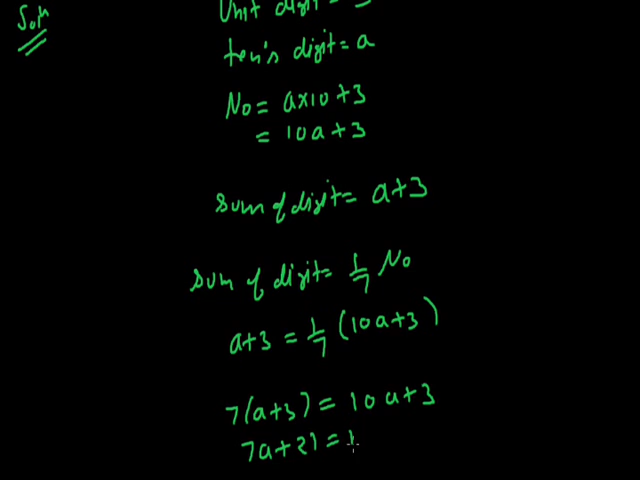 Soln
Unit digit =
ten's digit = a
No = a×10+3
= 10a+3
Sum of digit = a+3
Sum of digit = 1/7 No
a+3 = 1/7 (10a+3)
7(a+3) = 10a+3
7a+21 = 1